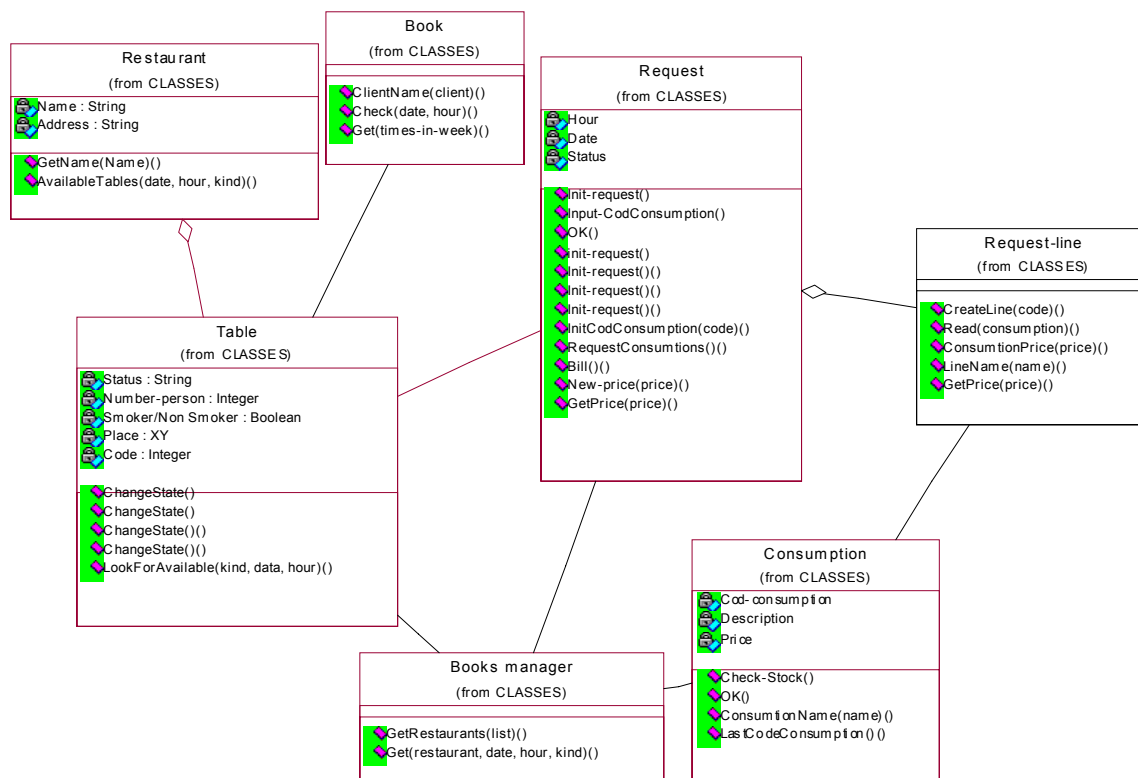 Restaurant
(from CLASSES)
Name : String
Address : String
GetName(Name)()
AvailableTables(date, hour, kind)()
Book
(from CLASSES)
ClientName(client)()
Check(date, hour)()
Get(times-in-week)()
Request
(from CLASSES)
Hour
Date
Status
Init-request()
Input-CodConsumption()
OK()
init-request()
Init-request()()
Init-request()()
Init-request()()
InitCodConsumption(code)()
RequestConsumtions()()
Bill()()
New-price(price)()
GetPrice(price)()
Request-line
(from CLASSES)
CreateLine(code)()
Read(consumption)()
ConsumtionPrice(price)()
LineName(name)()
GetPrice(price)()
Table
(from CLASSES)
Status : String
Number-person : Integer
Smoker/Non Smoker : Boolean
Place : XY
Code : Integer
ChangeState()
ChangeState()
ChangeState()()
ChangeState()()
LookForAvailable(kind, data, hour)()
Consumption
(from CLASSES)
Cod-consumption
Description
Price
Check-Stock()
OK()
ConsumtionName(name)()
LastCodeConsumption()()
Books manager
(from CLASSES)
GetRestaurants(list)()
Get(restaurant, date, hour, kind)()